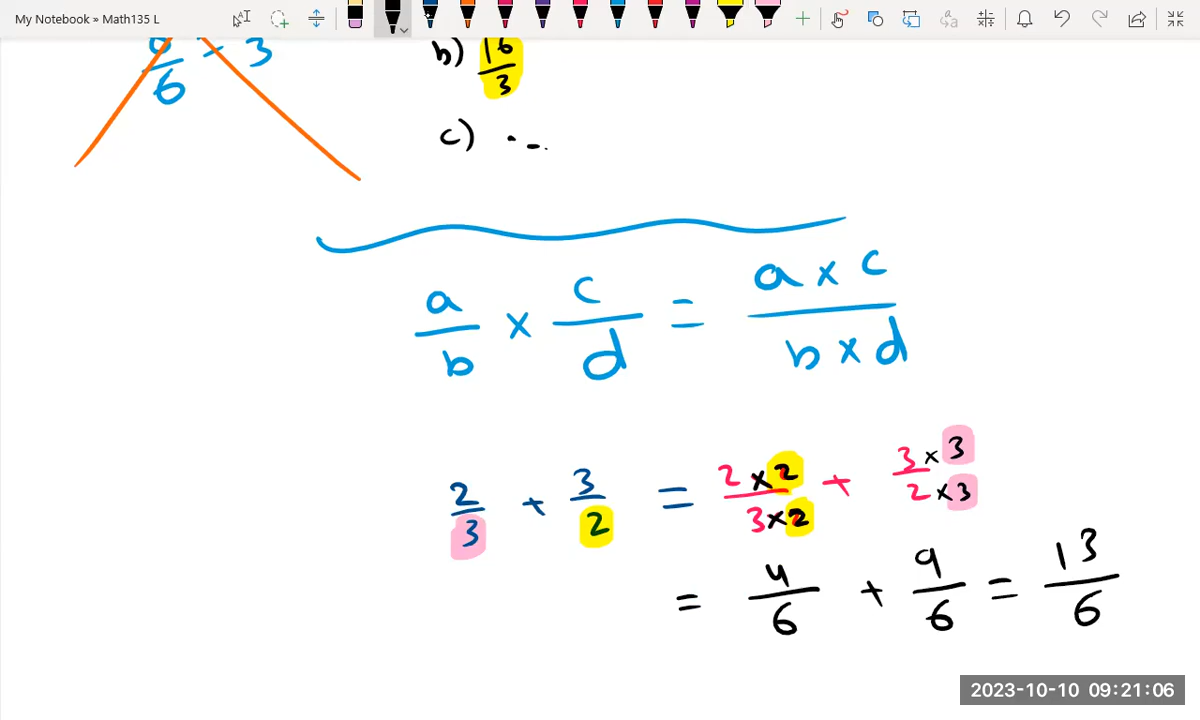 My Notebook » Math135 L
b) 16/3
6 3
c) ...
a/b × c/d = a × c / b × d
2/3 + 3/2 = 2×2/3×2 + 3×3/2×3
= 4/6 + 9/6 = 13/6
2023-10-10 09:21:06